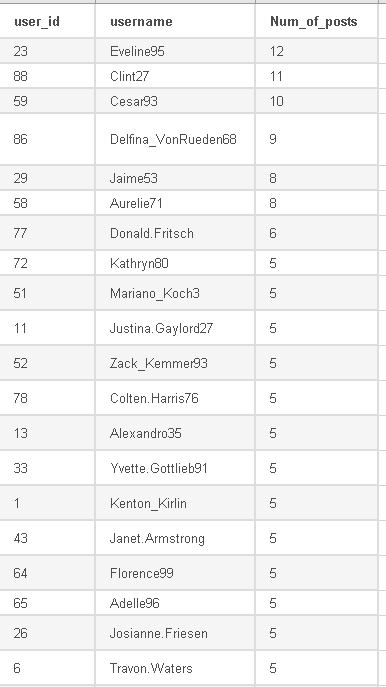 user_id username Num_of_posts
23 Eveline95 12
88 Clint27 11
59 Cesar93 10
86 Delfina_VonRueden68 9
29 Jaime53 8
58 Aurelie71 8
77 Donald.Fritsch 6
72 Kathryn80 5
51 Mariano_Koch3 5
11 Justina.Gaylord27 5
52 Zack_Kemmer93 5
78 Colten.Harris76 5
13 Alexandro35 5
33 Yvette.Gottlieb91 5
1 Kenton_Kirlin 5
43 Janet.Armstrong 5
64 Florence99 5
65 Adelle96 5
26 Josianne.Friesen 5
6 Travon.Waters 5